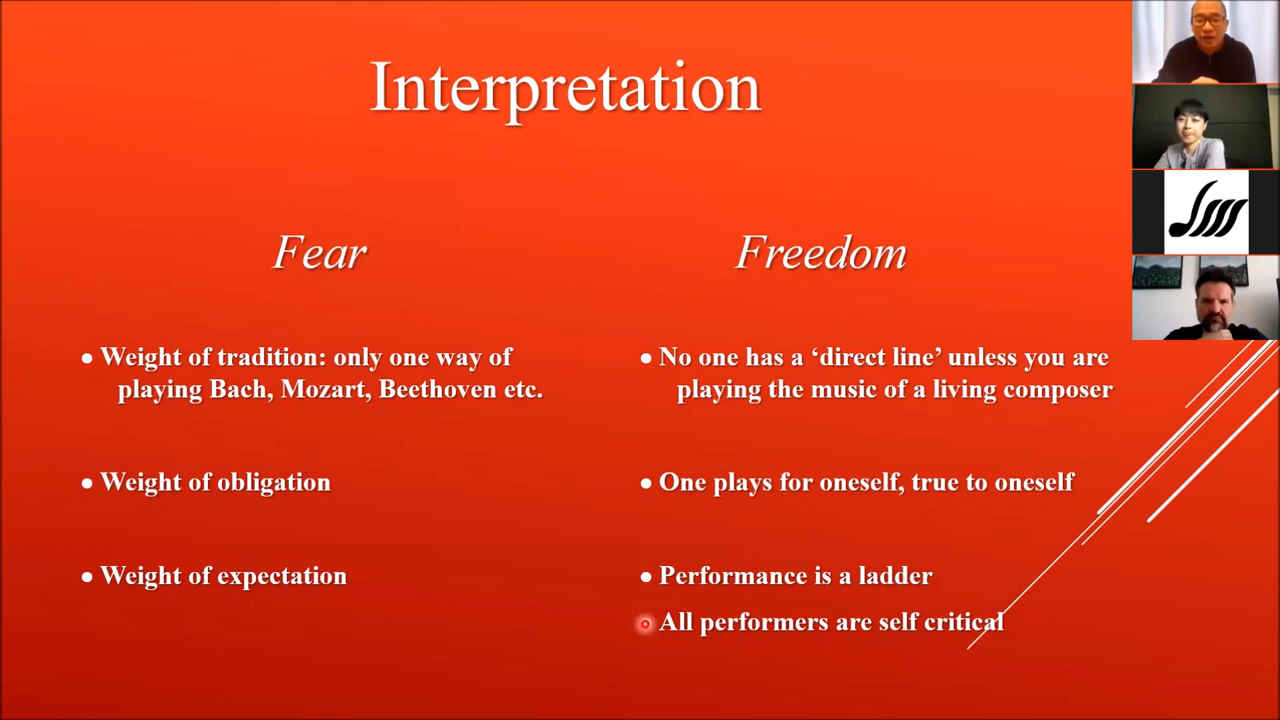 Interpretation
Fear
• Weight of tradition: only one way of
playing Bach, Mozart, Beethoven etc.
• Weight of obligation
• Weight of expectation
Freedom
• No one has a ‘direct line’ unless you are
playing the music of a living composer
• One plays for oneself, true to oneself
• Performance is a ladder
All performers are self critical